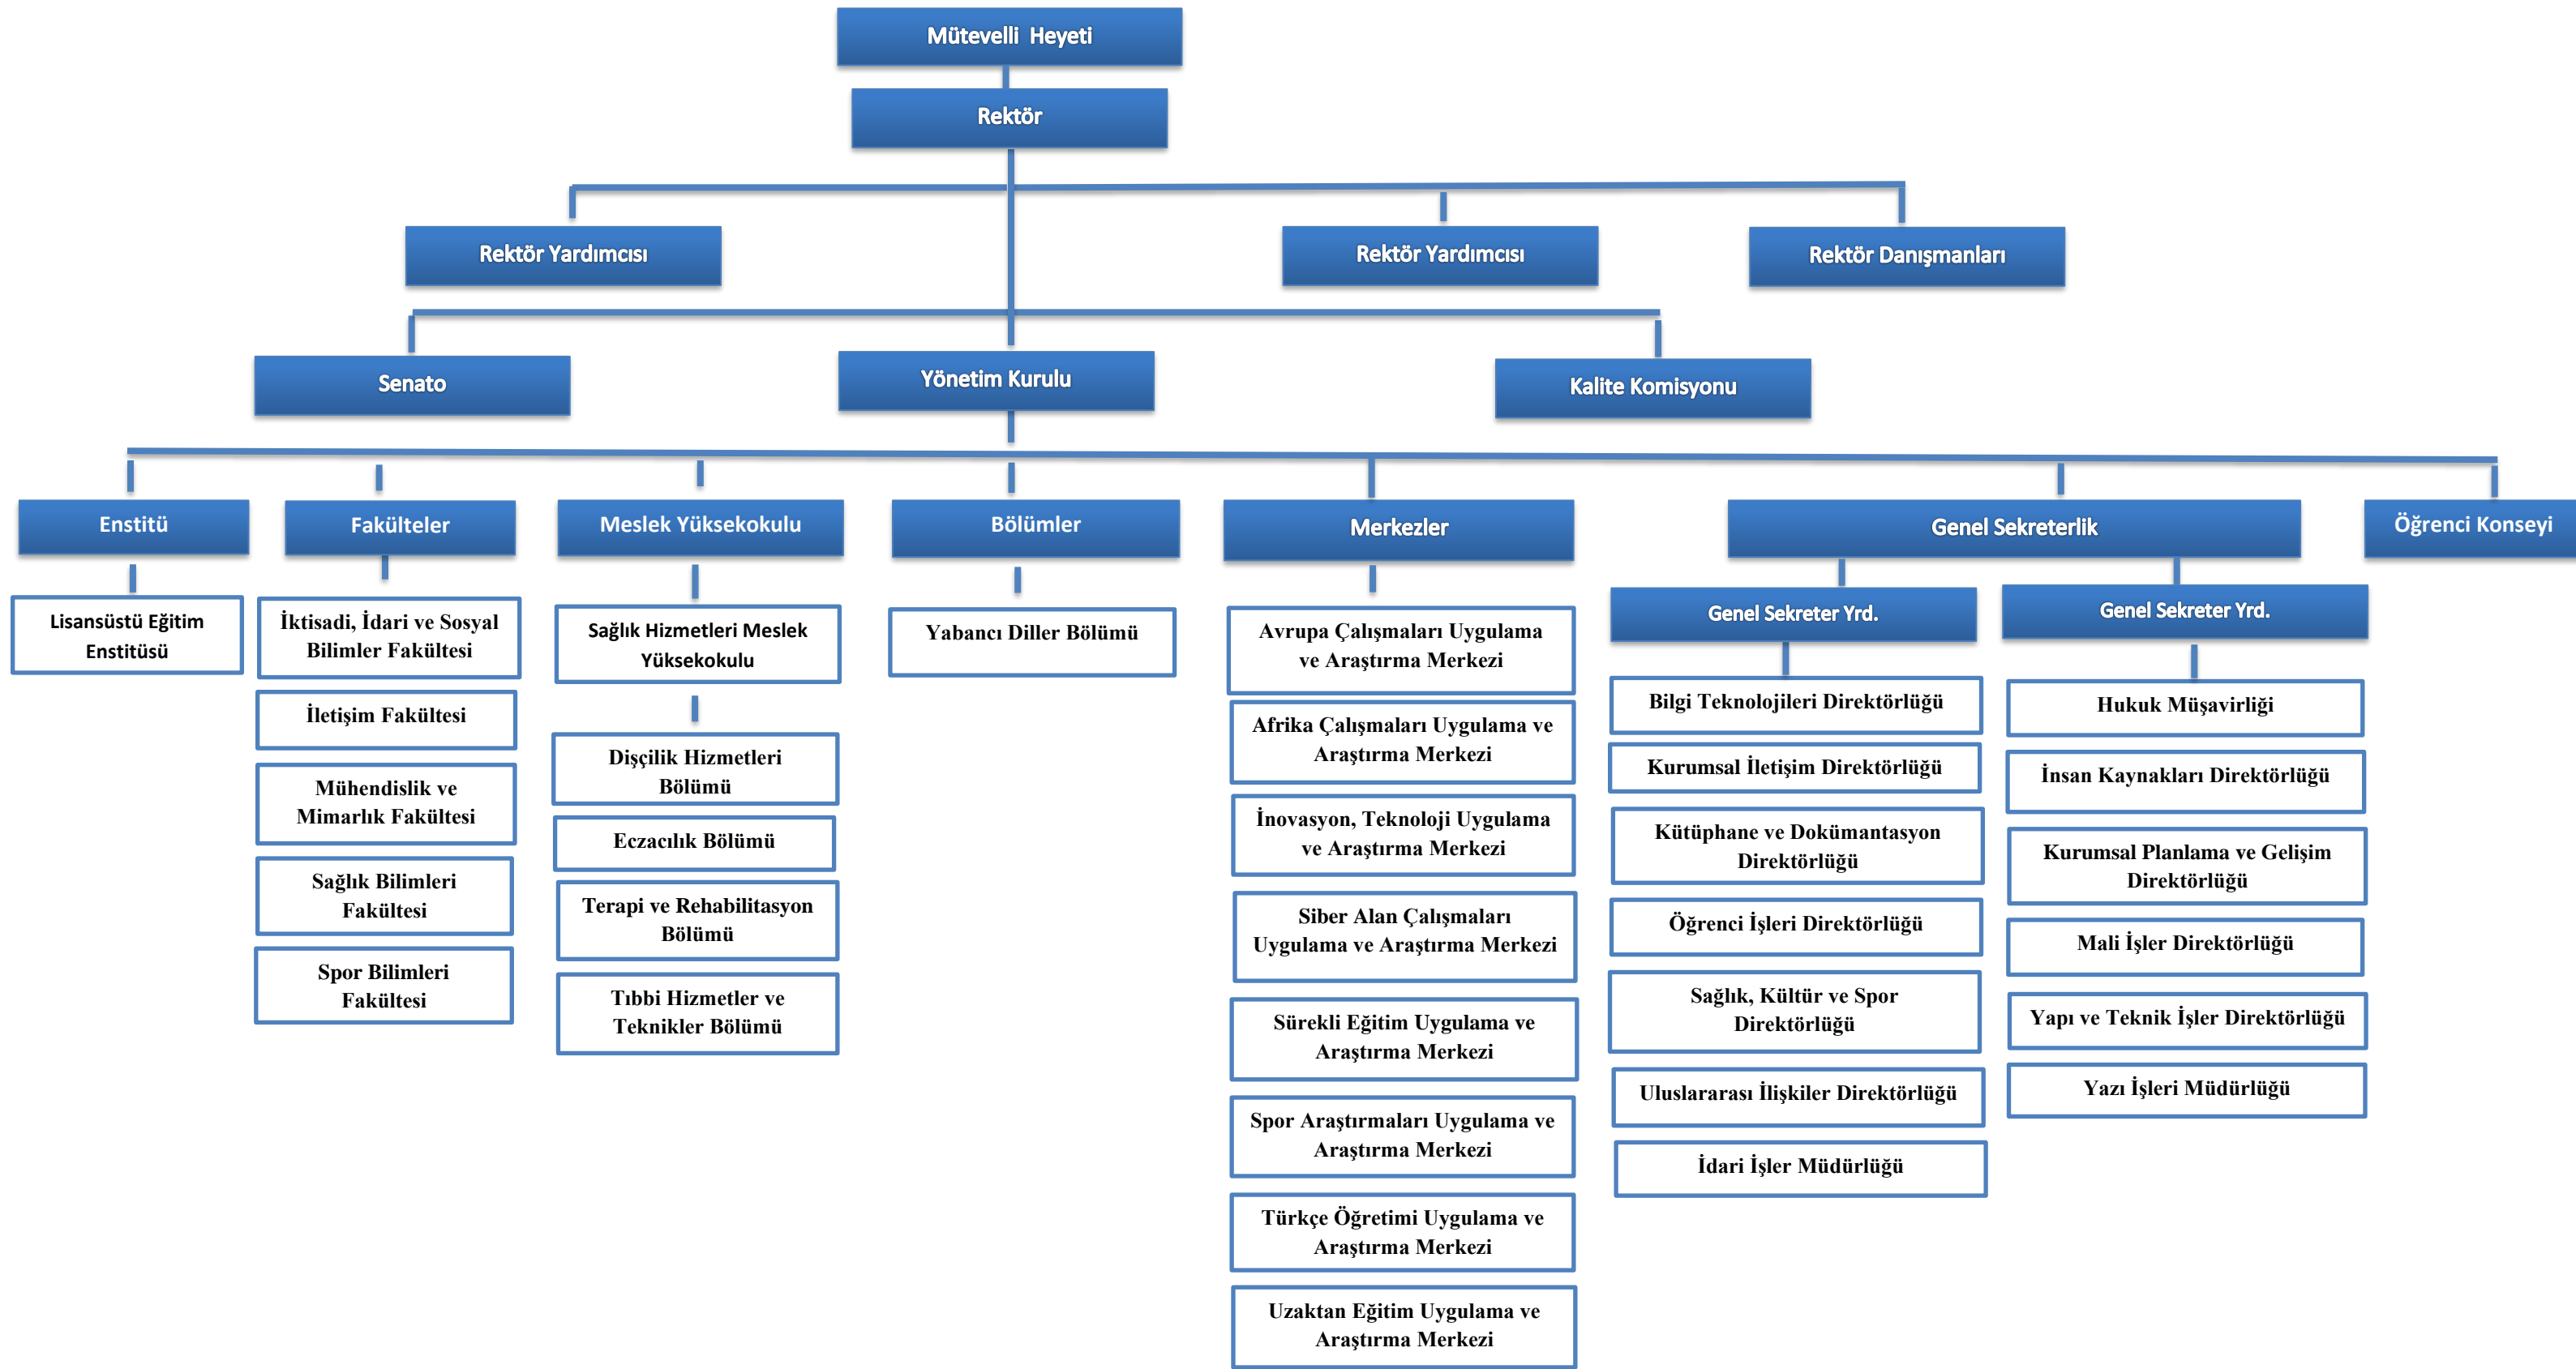 Mütevelli Heyeti
Rektör
Rektör Yardımcısı
Rektör Yardımcısı
Rektör Danışmanları
Senato
Yönetim Kurulu
Kalite Komisyonu
Enstitü
Fakülteler
Meslek Yüksekokulu
Bölümler
Merkezler
Genel Sekreterlik
Öğrenci Konseyi
Lisansüstü Eğitim
Enstitüsü
İktisadi, İdari ve Sosyal
Bilimler Fakültesi
İletişim Fakültesi
Mühendislik ve
Mimarlık Fakültesi
Sağlık Bilimleri
Fakültesi
Spor Bilimleri
Fakültesi
Sağlık Hizmetleri Meslek
Yüksekokulu
Dişçilik Hizmetleri
Bölümü
Eczacılık Bölümü
Terapi ve Rehabilitasyon
Bölümü
Tıbbi Hizmetler ve
Teknikler Bölümü
Yabancı Diller Bölümü
Avrupa Çalışmaları Uygulama
ve Araştırma Merkezi
Afrika Çalışmaları Uygulama ve
Araştırma Merkezi
İnovasyon, Teknoloji Uygulama
ve Araştırma Merkezi
Siber Alan Çalışmaları
Uygulama ve Araştırma Merkezi
Sürekli Eğitim Uygulama ve
Araştırma Merkezi
Spor Araştırmaları Uygulama ve
Araştırma Merkezi
Türkçe Öğretimi Uygulama ve
Araştırma Merkezi
Uzaktan Eğitim Uygulama ve
Araştırma Merkezi
Genel Sekreter Yrd.
Bilgi Teknolojileri Direktörlüğü
Kurumsal İletişim Direktörlüğü
Kütüphane ve Dokümantasyon
Direktörlüğü
Öğrenci İşleri Direktörlüğü
Sağlık, Kültür ve Spor
Direktörlüğü
Uluslararası İlişkiler Direktörlüğü
İdari İşler Müdürlüğü
Genel Sekreter Yrd.
Hukuk Müşavirliği
İnsan Kaynakları Direktörlüğü
Kurumsal Planlama ve Gelişim
Direktörlüğü
Mali İşler Direktörlüğü
Yapı ve Teknik İşler Direktörlüğü
Yazı İşleri Müdürlüğü